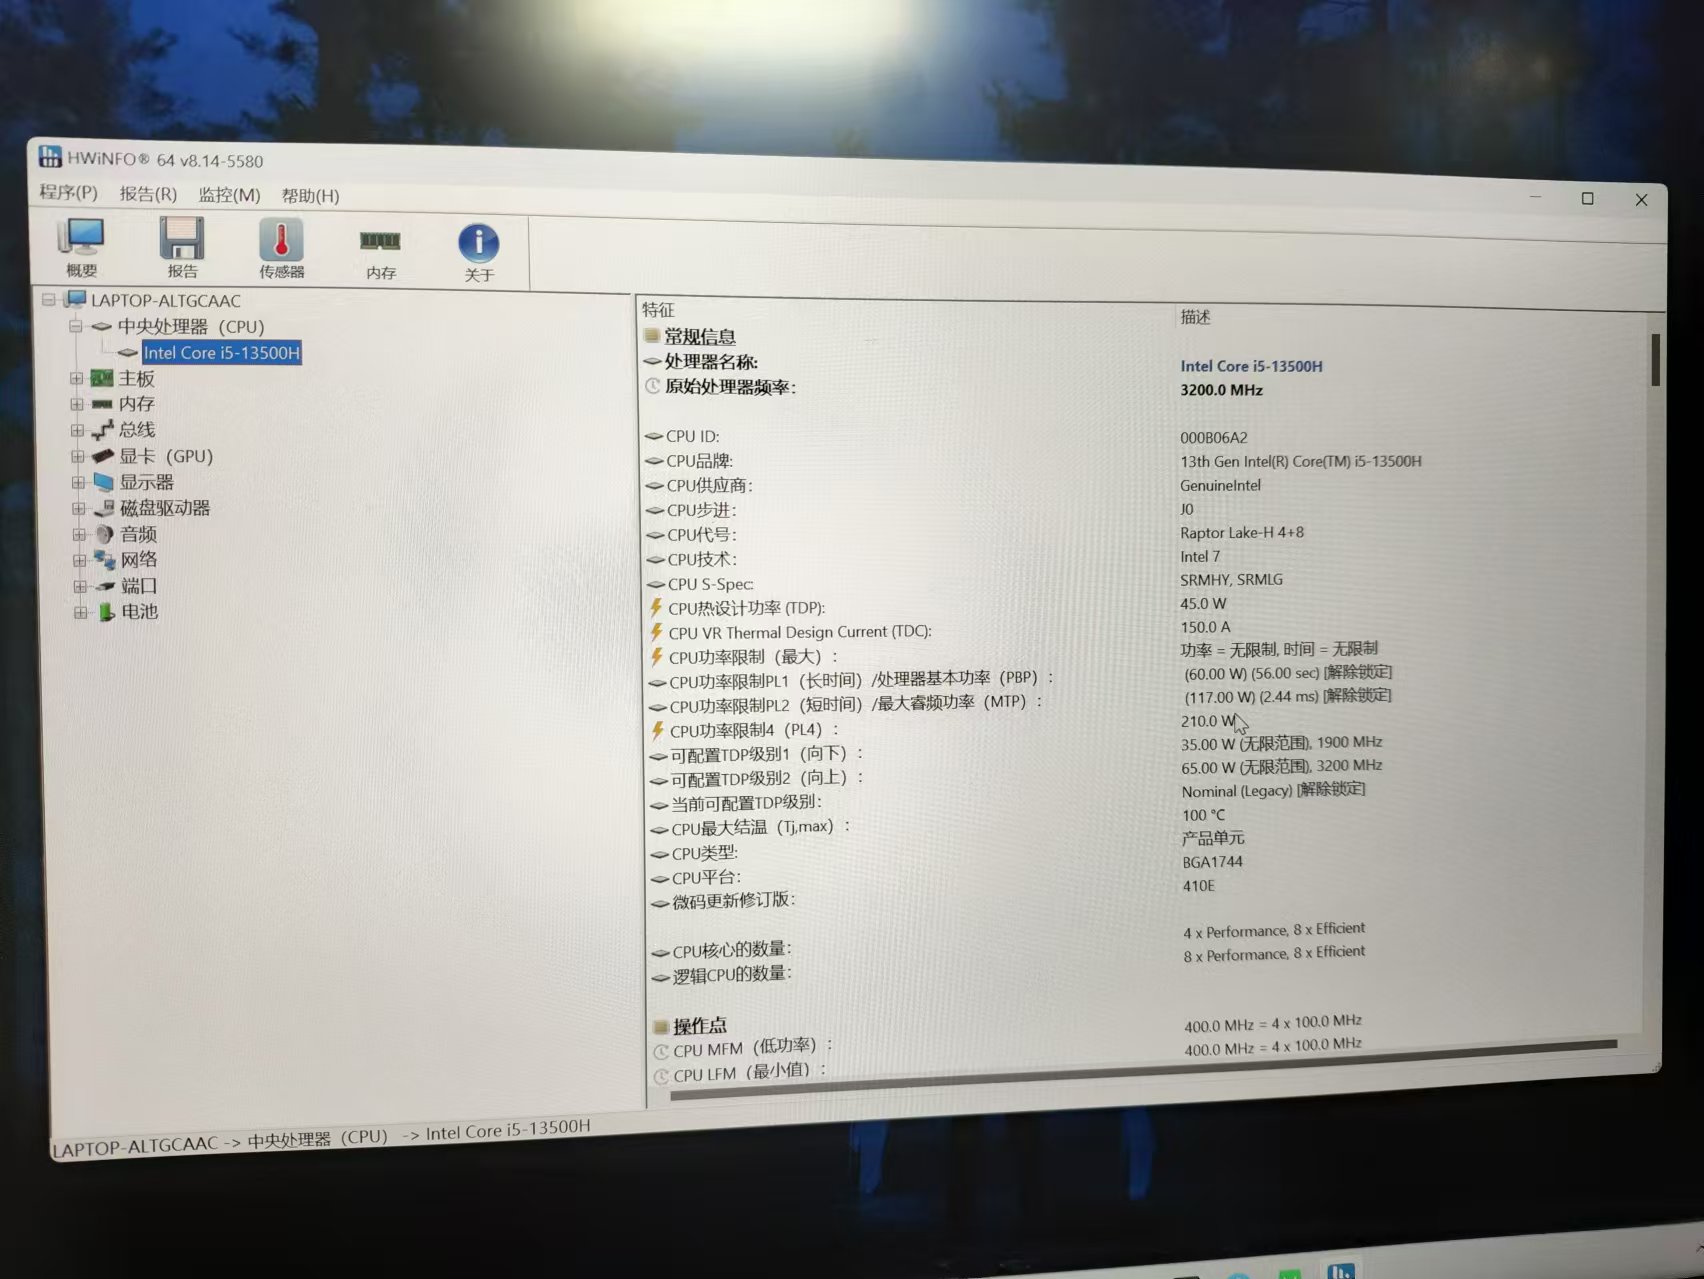 HWiNFO® 64 v8.14-5580
程序(P) 报告(R) 监控(M) 帮助(H)
概要 报告 传感器 内存 关于
LAPTOP-ALTGCAAC
中央处理器（CPU）
Intel Core i5-13500H
主板
内存
总线
显卡（GPU）
显示器
磁盘驱动器
音频
网络
端口
电池
特征 描述
常规信息
处理器名称: Intel Core i5-13500H
原始处理器频率: 3200.0 MHz
CPU ID: 000B06A2
CPU品牌: 13th Gen Intel(R) Core(TM) i5-13500H
CPU供应商: GenuineIntel
CPU步进: J0
CPU代号: Raptor Lake-H 4+8
CPU技术: Intel 7
CPU S-Spec: SRMHY, SRMLG
CPU热设计功率 (TDP): 45.0 W
CPU VR Thermal Design Current (TDC): 150.0 A
CPU功率限制（最大）: 功率 = 无限制, 时间 = 无限制
CPU功率限制PL1（长时间）/处理器基本功率（PBP）: (60.00 W) (56.00 sec) [解除锁定]
CPU功率限制PL2（短时间）/最大睿频功率（MTP）: (117.00 W) (2.44 ms) [解除锁定]
CPU功率限制4（PL4）: 210.0 W
可配置TDP级别1（向下）: 35.00 W (无限范围), 1900 MHz
可配置TDP级别2（向上）: 65.00 W (无限范围), 3200 MHz
当前可配置TDP级别: Nominal (Legacy) [解除锁定]
CPU最大结温（Tj,max）: 100 °C
CPU类型: 产品单元
CPU平台: BGA1744
微码更新修订版: 410E
CPU核心的数量: 4 x Performance, 8 x Efficient
逻辑CPU的数量: 8 x Performance, 8 x Efficient
操作点
CPU MFM（低功率）: 400.0 MHz = 4 x 100.0 MHz
CPU LFM（最小值）: 400.0 MHz = 4 x 100.0 MHz
LAPTOP-ALTGCAAC -> 中央处理器（CPU） -> Intel Core i5-13500H